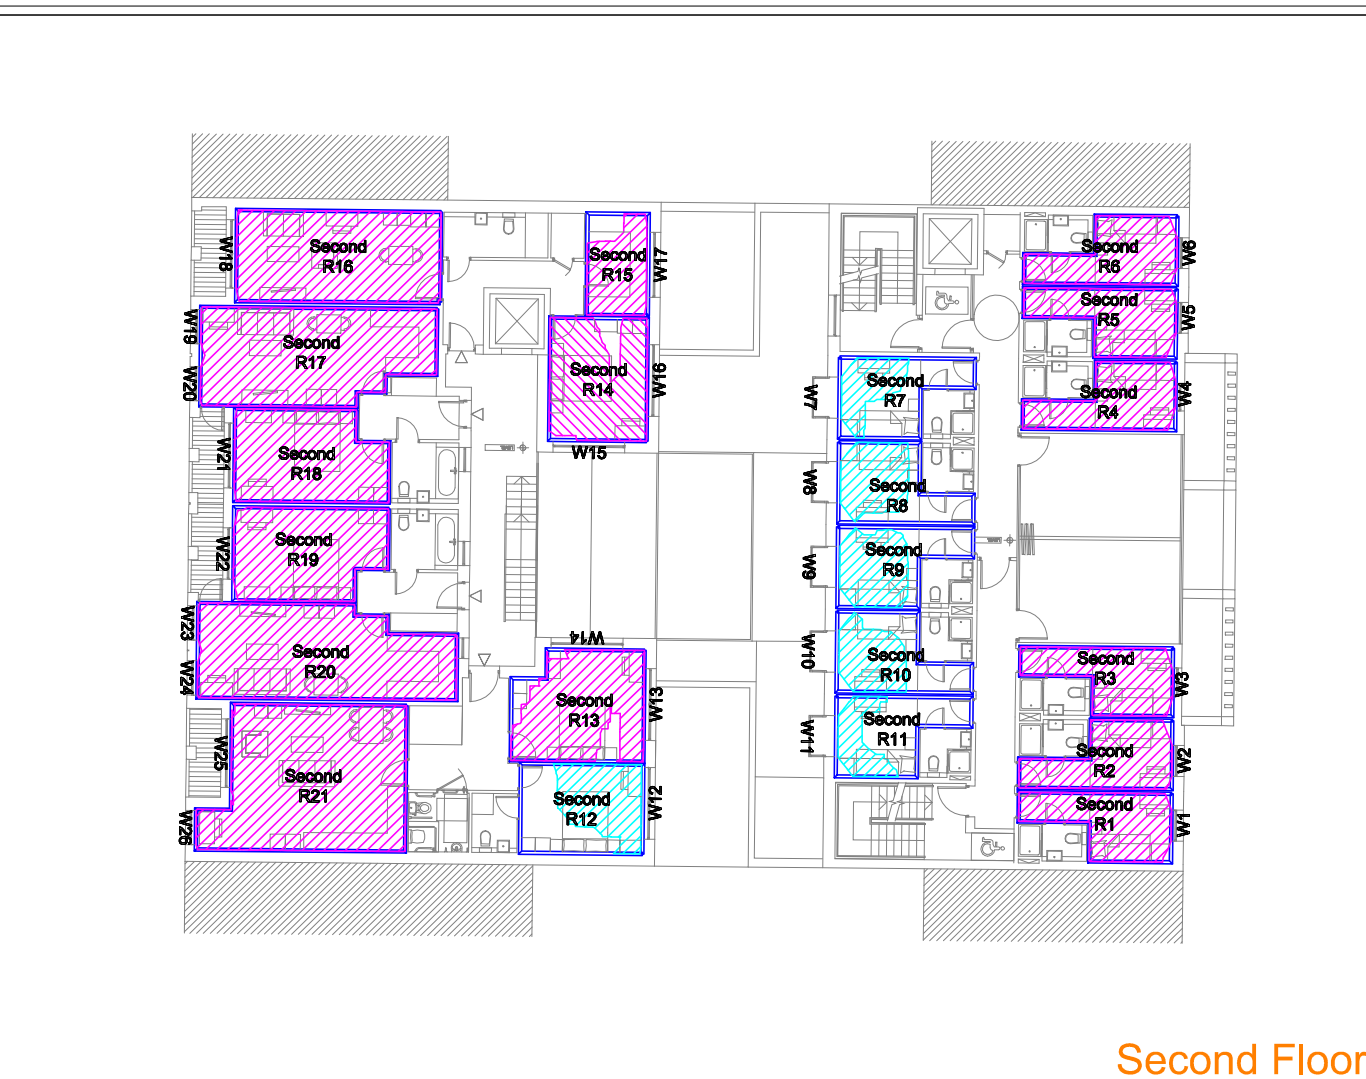 Second
R16
W18
Second
R15
W17
Second
R6
W6
W19
Second
R17
W20
Second
R5
W5
Second
R14
W16
W15
Second
R7
W7
Second
R4
W4
W21
Second
R18
Second
R8
W8
W22
Second
R19
Second
R9
W9
W23
Second
R20
W24
W14
Second
R13
W13
Second
R10
W10
Second
R3
W3
W25
Second
R21
W26
Second
R12
W12
Second
R11
W11
Second
R2
W2
Second
R1
W1
Second Floor